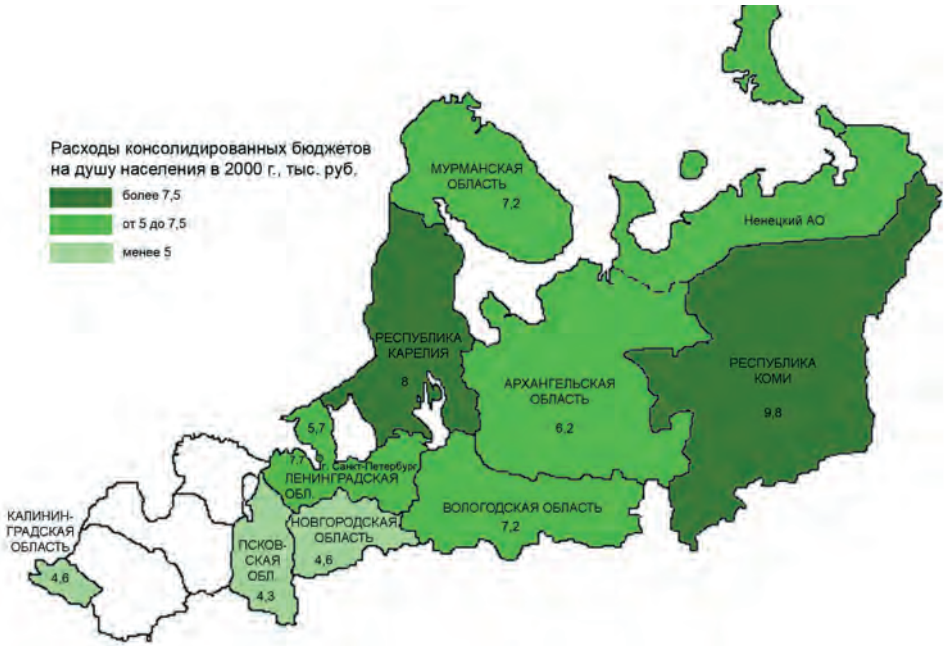 Расходы консолидированных бюджетов
на душу населения в 2000 г., тыс. руб.
более 7,5
от 5 до 7,5
менее 5
МУРМАНСКАЯ
ОБЛАСТЬ
7,2
Ненецкий АО
РЕСПУБЛИКА
КАРЕЛИЯ
8
РЕСПУБЛИКА
КОМИ
9,8
АРХАНГЕЛЬСКАЯ
ОБЛАСТЬ
6,2
5,7
7,7
г. Санкт-Петербург
ЛЕНИНГРАДСКАЯ
ОБЛ.
ВОЛОГОДСКАЯ ОБЛАСТЬ
7,2
НОВГОРОДСКАЯ
ОБЛАСТЬ
4,6
ПСКОВ-
СКАЯ
ОБЛ.
4,3
КАЛИНИН-
ГРАДСКАЯ
ОБЛАСТЬ
4,6